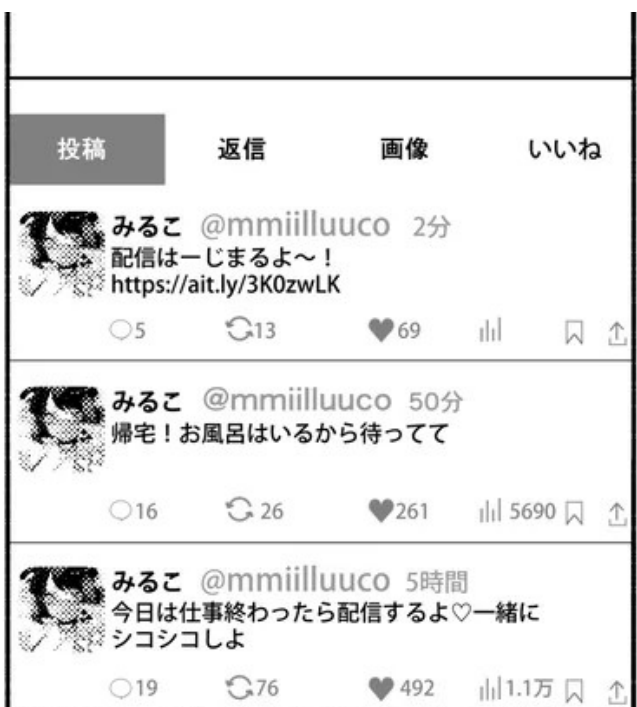 投稿 返信 画像 いいね
みるこ @mmiilluuco 2分
配信はーじまるよ～！
https://ait.ly/3K0zwLK
5 13 69
みるこ @mmiilluuco 50分
帰宅！お風呂はいるから待ってて
16 26 261 5690
みるこ @mmiilluuco 5時間
今日は仕事終わったら配信するよ♡一緒に
シコシコしよ
19 76 492 1.1万